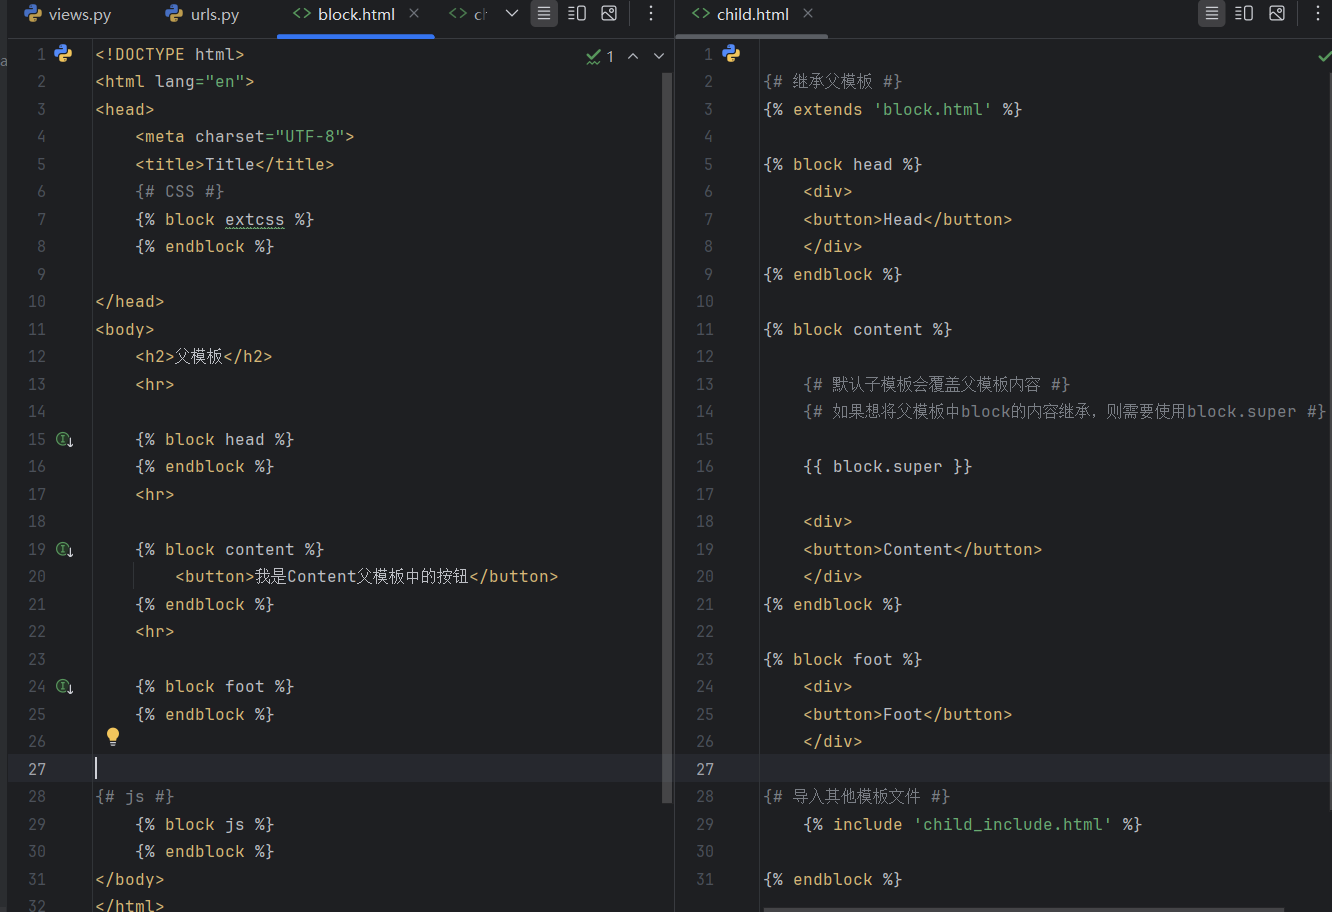 views.py urls.py block.html
1 <!DOCTYPE html> 1
2 <html lang="en">
3 <head>
4 <meta charset="UTF-8">
5 <title>Title</title>
6 {# CSS #}
7 {% block extcss %}
8 {% endblock %}
9
10 </head>
11 <body>
12 <h2>父模板</h2>
13 <hr>
14
15 {% block head %}
16 {% endblock %}
17 <hr>
18
19 {% block content %}
20 <button>我是Content父模板中的按钮</button>
21 {% endblock %}
22 <hr>
23
24 {% block foot %}
25 {% endblock %}
26
27
28 {# js #}
29 {% block js %}
30 {% endblock %}
31 </body>
32 </html>
child.html
1
2 {# 继承父模板 #}
3 {% extends 'block.html' %}
4
5 {% block head %}
6 <div>
7 <button>Head</button>
8 </div>
9 {% endblock %}
10
11 {% block content %}
12
13 {# 默认子模板会覆盖父模板内容 #}
14 {# 如果想将父模板中block的内容继承，则需要使用block.super #}
15
16 {{ block.super }}
17
18 <div>
19 <button>Content</button>
20 </div>
21 {% endblock %}
22
23 {% block foot %}
24 <div>
25 <button>Foot</button>
26 </div>
27
28 {# 导入其他模板文件 #}
29 {% include 'child_include.html' %}
30
31 {% endblock %}